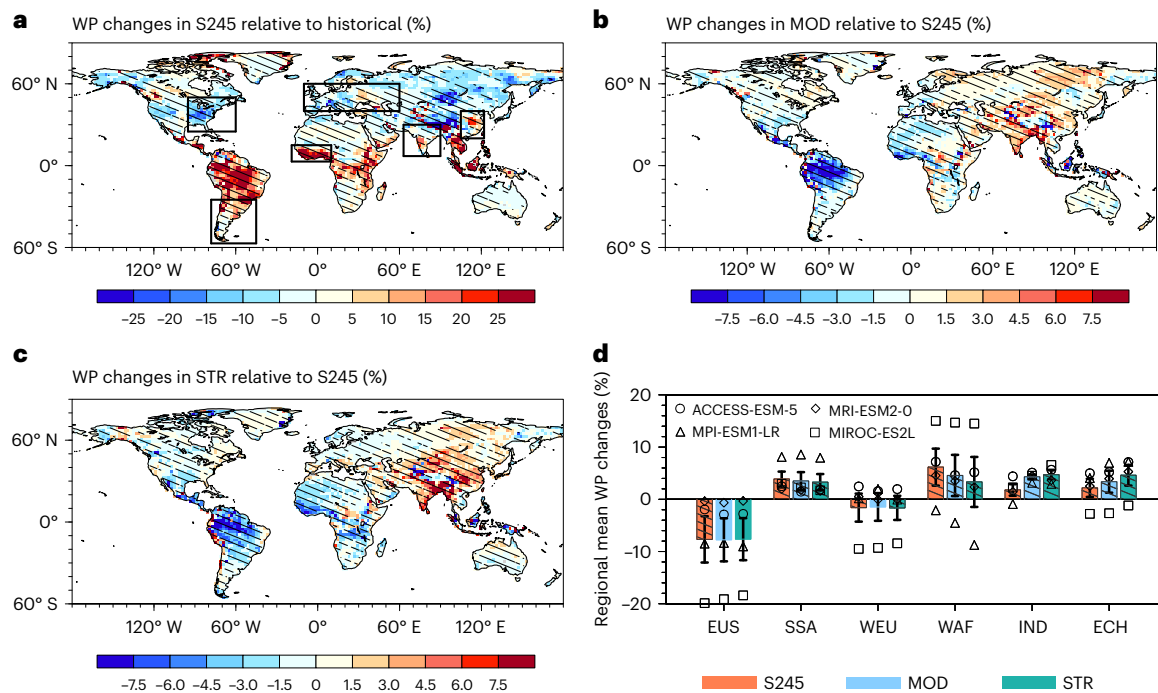 a
WP changes in S245 relative to historical (%)
60° N
0°
60° S
120° W 60° W 0° 60° E 120° E
−25 −20 −15 −10 −5 0 5 10 15 20 25
b
WP changes in MOD relative to S245 (%)
60° N
0°
60° S
120° W 60° W 0° 60° E 120° E
−7.5 −6.0 −4.5 −3.0 −1.5 0 1.5 3.0 4.5 6.0 7.5
c
WP changes in STR relative to S245 (%)
60° N
0°
60° S
120° W 60° W 0° 60° E 120° E
−7.5 −6.0 −4.5 −3.0 −1.5 0 1.5 3.0 4.5 6.0 7.5
d
Regional mean WP changes (%)
20
10
0
−10
−20
ACCESS-ESM-5 MRI-ESM2-0
MPI-ESM1-LR MIROC-ES2L
EUS SSA WEU WAF IND ECH
S245 MOD STR